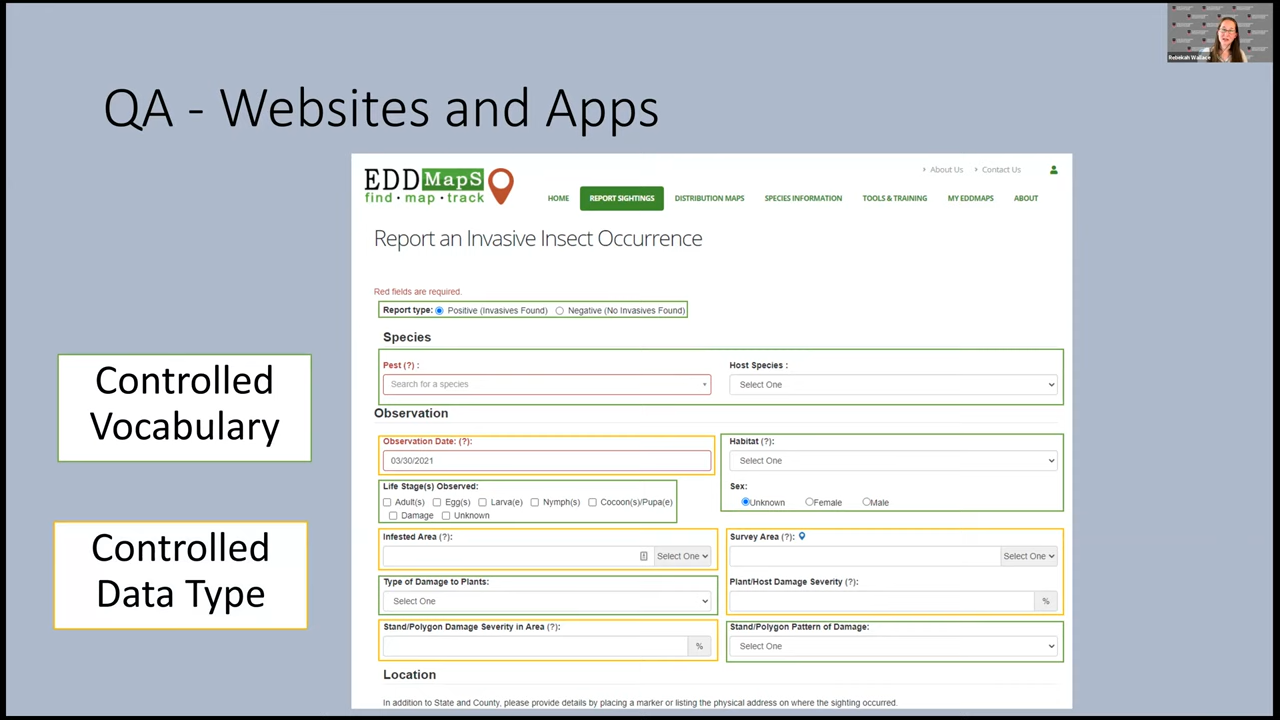 Rebekah Wallace
QA - Websites and Apps
EDDMapS
find · map · track
About Us
Contact Us
HOME
REPORT SIGHTINGS
DISTRIBUTION MAPS
SPECIES INFORMATION
TOOLS & TRAINING
MY EDDMAPS
ABOUT
Report an Invasive Insect Occurrence
Red fields are required.
Report type: Positive (Invasives Found) Negative (No Invasives Found)
Species
Pest (?) :
Search for a species
Host Species :
Select One
Controlled
Vocabulary
Observation
Observation Date: (?):
03/30/2021
Habitat (?):
Select One
Life Stage(s) Observed:
Adult(s) Egg(s) Larva(e) Nymph(s) Cocoon(s)/Pupa(e)
Damage Unknown
Sex:
Unknown Female Male
Controlled
Data Type
Infested Area (?):
Select One
Survey Area (?):
Select One
Type of Damage to Plants:
Select One
Plant/Host Damage Severity (?):
%
Stand/Polygon Damage Severity in Area (?):
%
Stand/Polygon Pattern of Damage:
Select One
Location
In addition to State and County, please provide details by placing a marker or listing the physical address on where the sighting occurred.